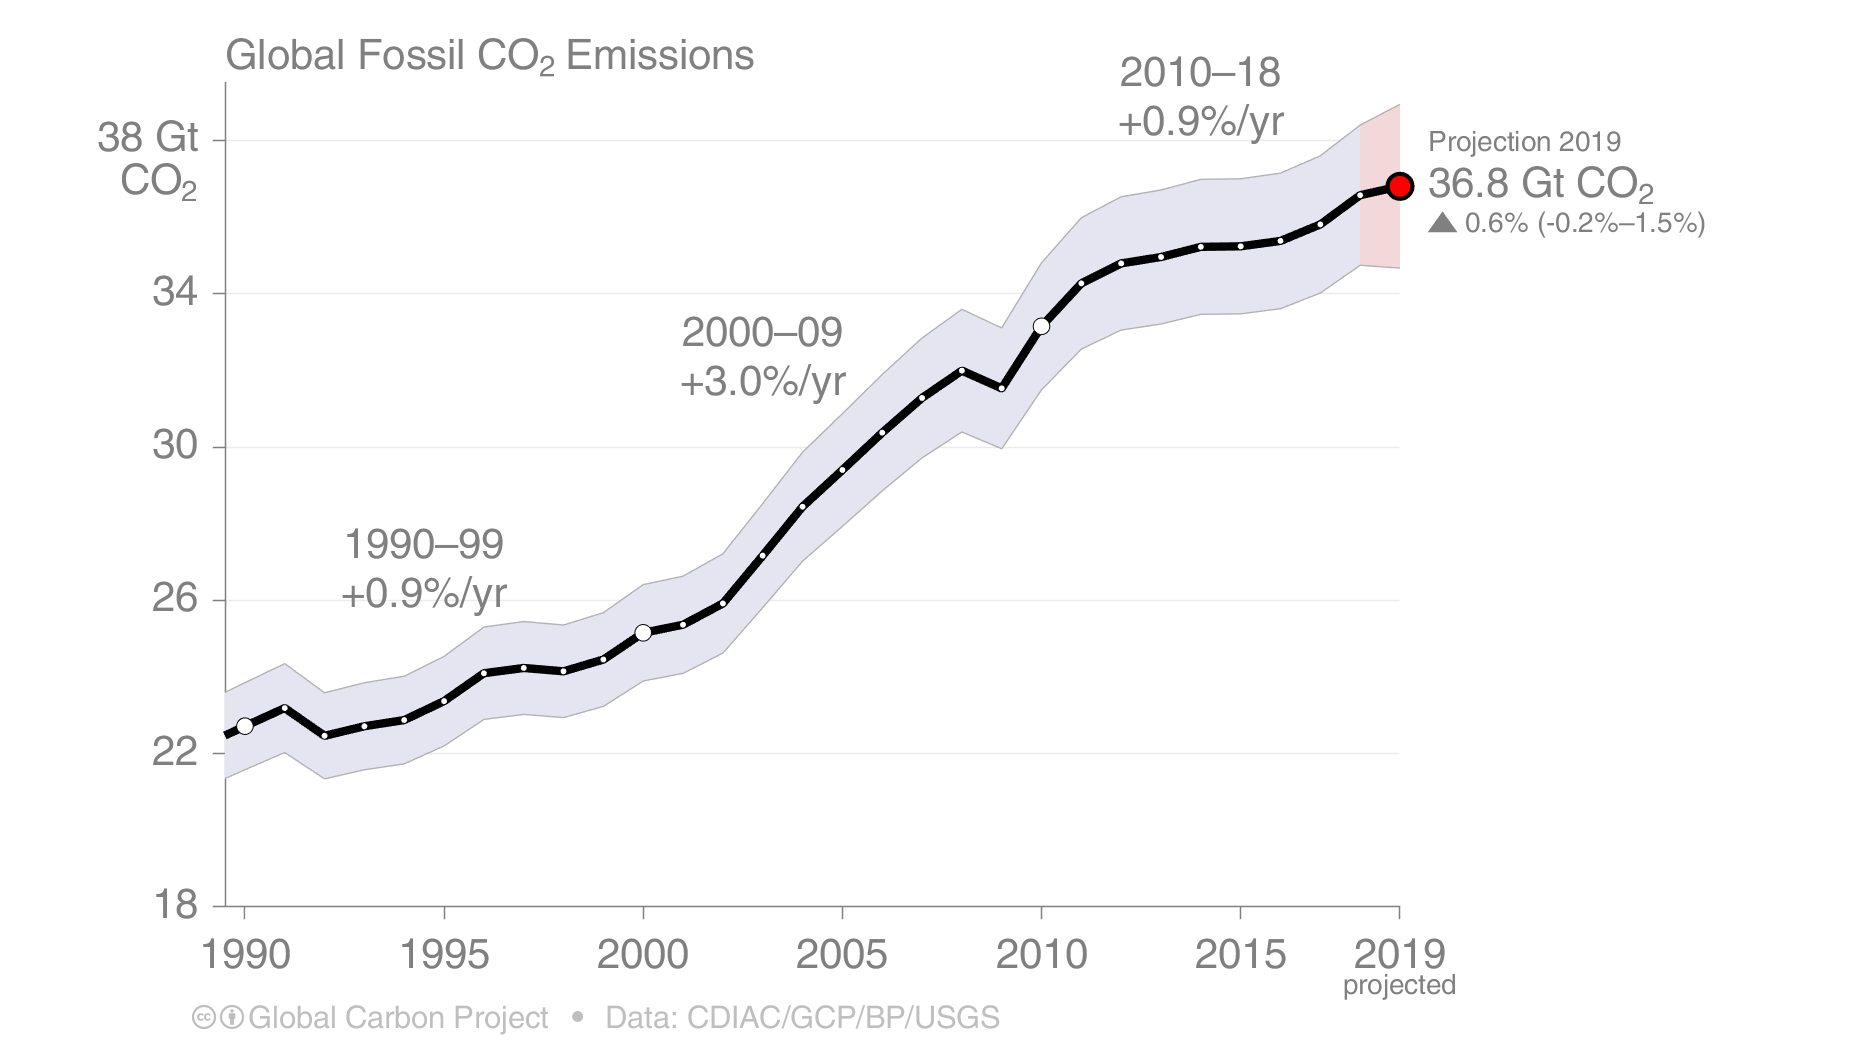 Global Fossil CO₂ Emissions
2010–18
+0.9%/yr
38 Gt
CO₂
Projection 2019
36.8 Gt CO₂
▲ 0.6% (-0.2%–1.5%)
34
2000–09
+3.0%/yr
30
1990–99
+0.9%/yr
26
22
18
1990 1995 2000 2005 2010 2015 2019
projected
cc Global Carbon Project • Data: CDIAC/GCP/BP/USGS